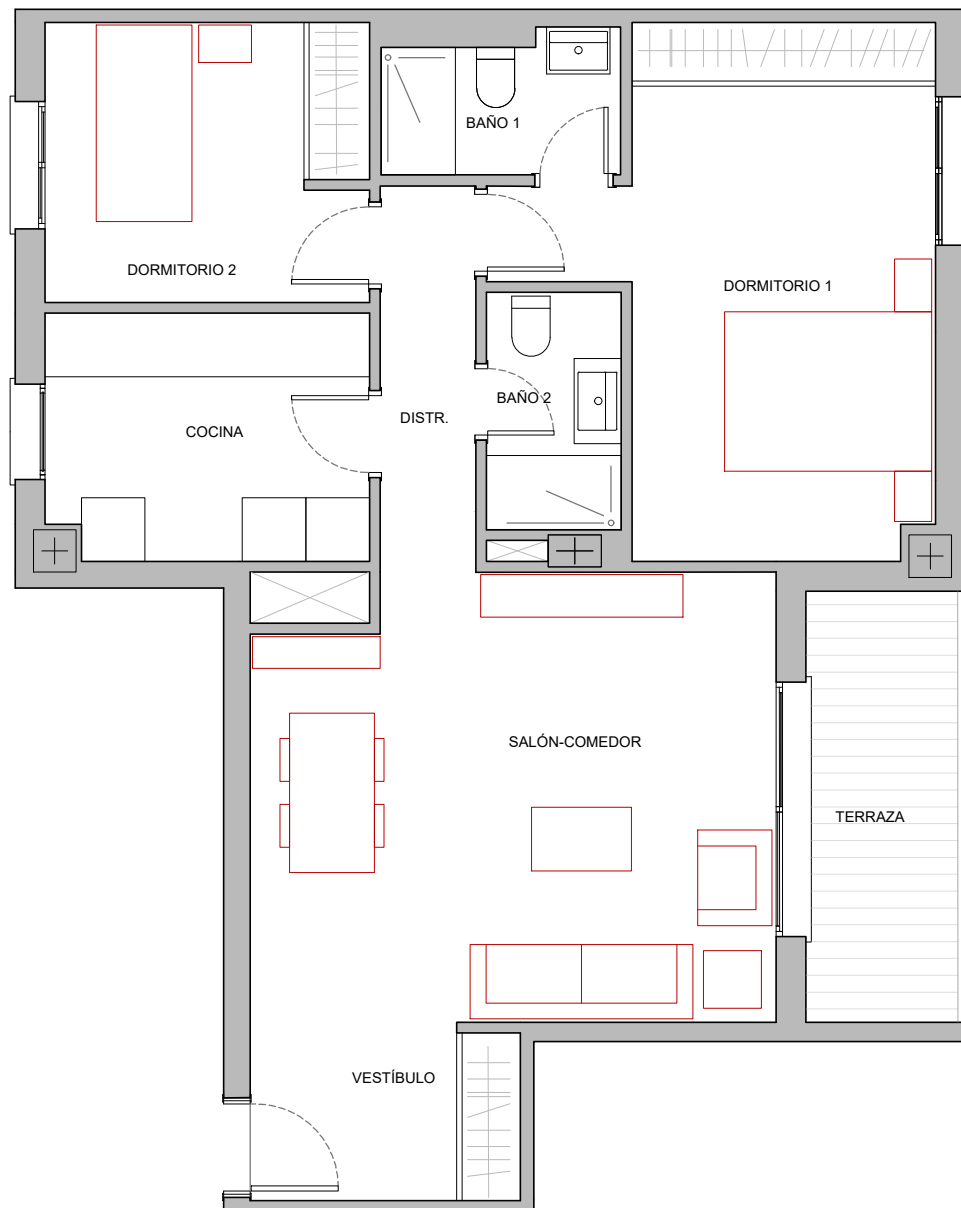 BAÑO 1
DORMITORIO 2
DORMITORIO 1
BAÑO 2
DISTR.
COCINA
SALÓN-COMEDOR
TERRAZA
VESTÍBULO